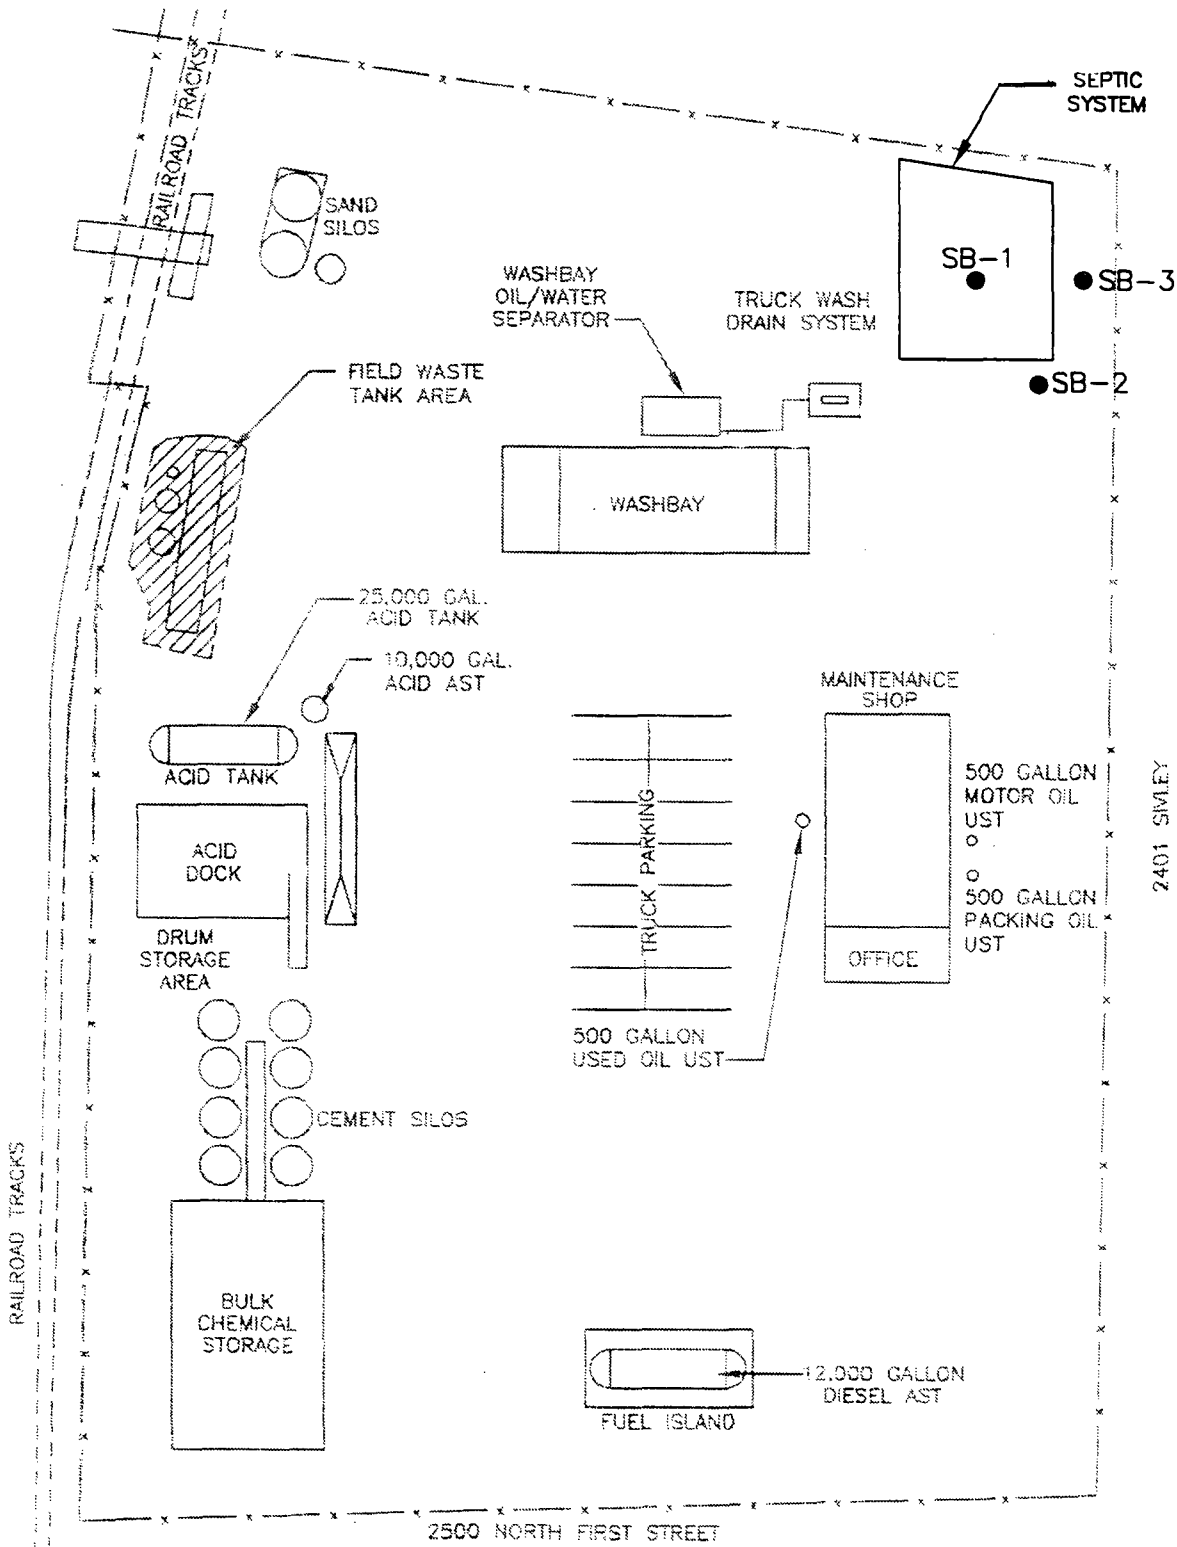 RAILROAD TRACKS
SEPTIC
SYSTEM
SAND
SILOS
SB-1
SB-3
SB-2
WASHBAY
OIL/WATER
SEPARATOR
TRUCK WASH
DRAIN SYSTEM
FIELD WASTE
TANK AREA
WASHBAY
25,000 GAL.
ACID TANK
10,000 GAL.
ACID AST
MAINTENANCE
SHOP
ACID TANK
500 GALLON
MOTOR OIL
UST
2401 SIVLEY
TRUCK PARKING
ACID
DOCK
500 GALLON
PACKING OIL
UST
DRUM
STORAGE
AREA
OFFICE
500 GALLON
USED OIL UST
CEMENT SILOS
RAILROAD TRACKS
BULK
CHEMICAL
STORAGE
12,000 GALLON
DIESEL AST
FUEL ISLAND
2500 NORTH FIRST STREET